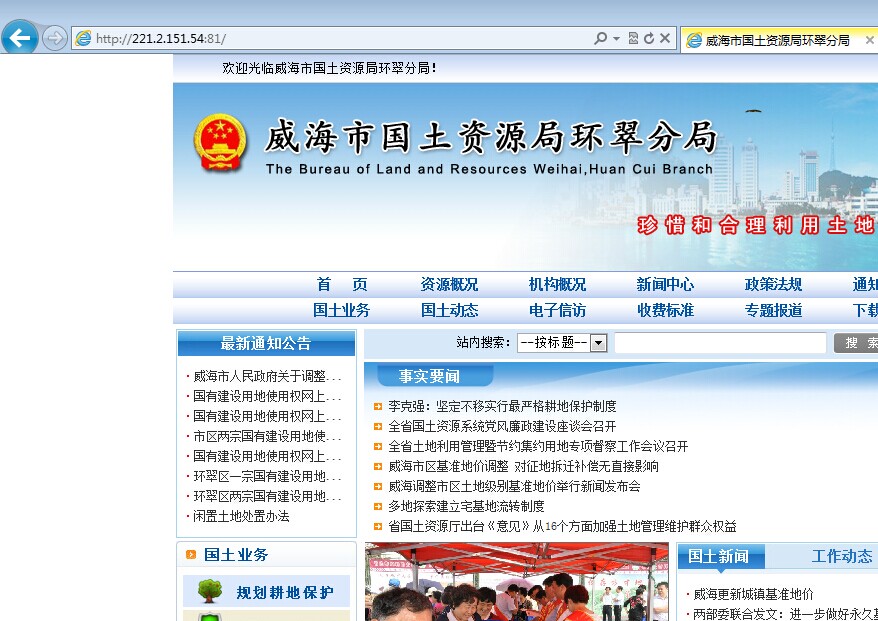 http://221.2.151.54:81/
威海市国土资源局环翠分局
欢迎光临威海市国土资源局环翠分局!
威海市国土资源局环翠分局
The Bureau of Land and Resources Weihai,Huan Cui Branch
珍惜和合理利用土地
首 页 资源概况 机构概况 新闻中心 政策法规 通知
国土业务 国土动态 电子信访 收费标准 专题报道 下载
最新通知公告
·威海市人民政府关于调整...
·国有建设用地使用权网上...
·国有建设用地使用权网上...
·市区两宗国有建设用地使...
·国有建设用地使用权网上...
·环翠区一宗国有建设用地...
·环翠区两宗国有建设用地...
·闲置土地处置办法
国土业务
规划耕地保护
站内搜索: --按标题-- 搜 索
事实要闻
李克强：坚定不移实行最严格耕地保护制度
全省国土资源系统党风廉政建设座谈会召开
全省土地利用管理暨节约集约用地专项督察工作会议召开
威海市区基准地价调整 对征地拆迁补偿无直接影响
威海调整市区土地级别基准地价举行新闻发布会
多地探索建立宅基地流转制度
省国土资源厅出台《意见》从16个方面加强土地管理维护群众权益
国土新闻 工作动态
·威海更新城镇基准地价
·两部委联合发文：进一步做好永久基